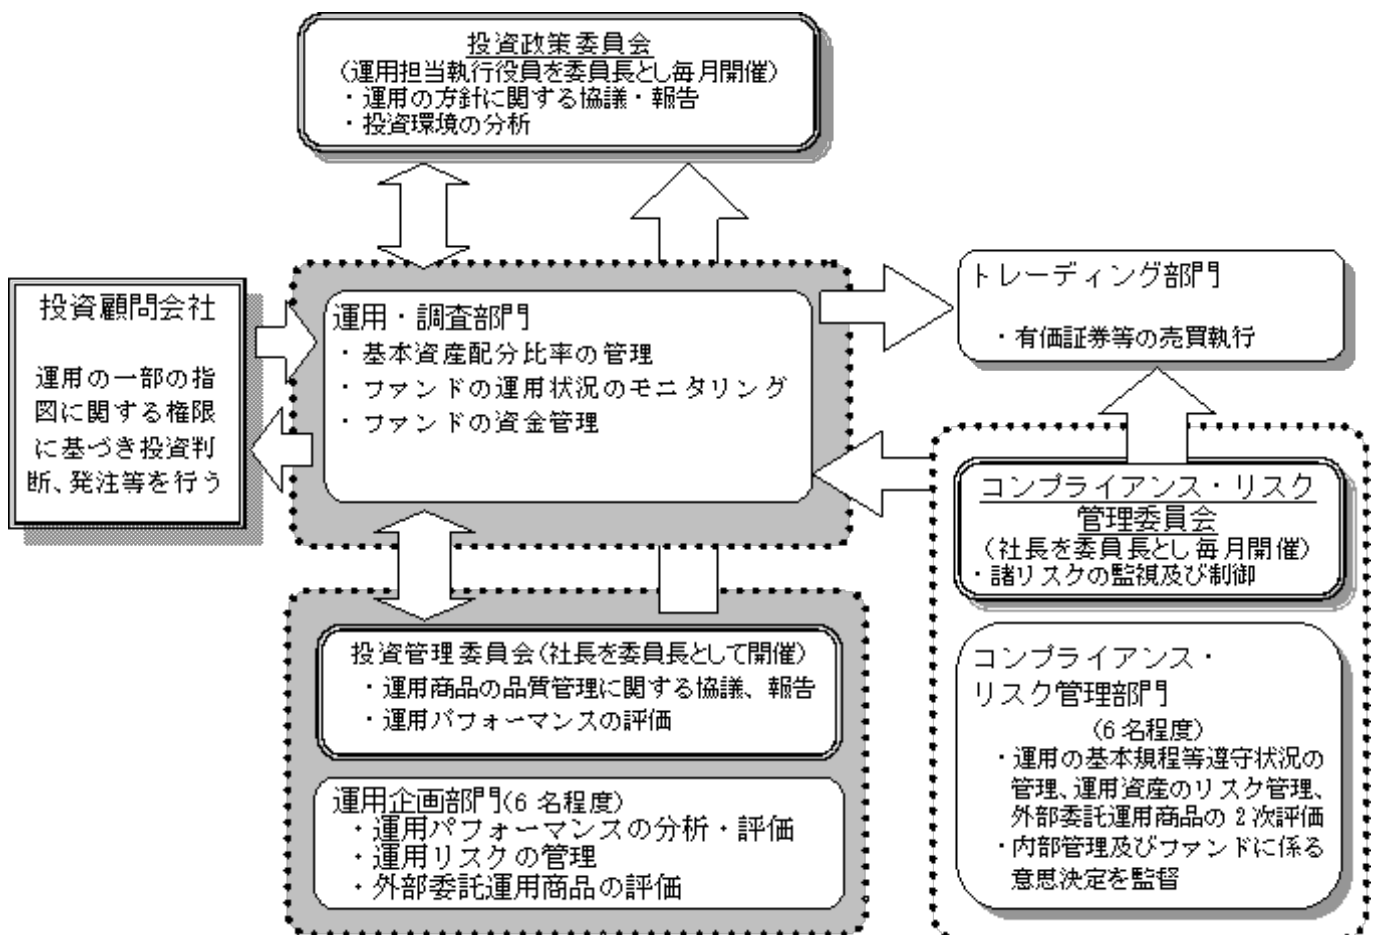 投資政策委員会
(運用担当執行役員を委員長とし毎月開催)
・運用の方針に関する協議・報告
・投資環境の分析
投資顧問会社
運用の一部の指
図に関する権限
に基づき投資判
断、発注等を行う
運用・調査部門
・基本資産配分比率の管理
・ファンドの運用状況のモニタリング
・ファンドの資金管理
トレーディング部門
・有価証券等の売買執行
コンプライアンス・リスク
管理委員会
(社長を委員長とし毎月開催)
・諸リスクの監視及び制御
コンプライアンス・
リスク管理部門
(6名程度)
・運用の基本規程等遵守状況の
管理、運用資産のリスク管理、
外部委託運用商品の2次評価
・内部管理及びファンドに係る
意思決定を監督
投資管理委員会(社長を委員長として開催)
・運用商品の品質管理に関する協議、報告
・運用パフォーマンスの評価
運用企画部門(6名程度)
・運用パフォーマンスの分析・評価
・運用リスクの管理
・外部委託運用商品の評価